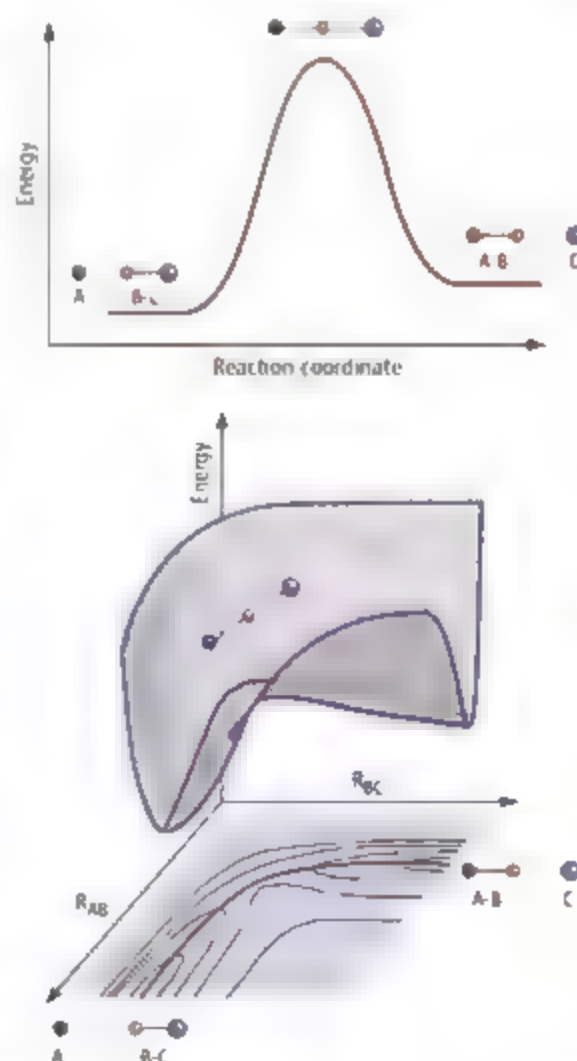 Energy
A-B
C
A
B-C
Reaction coordinate
Energy
R_BC
R_AB
A-B
C
A
B-C